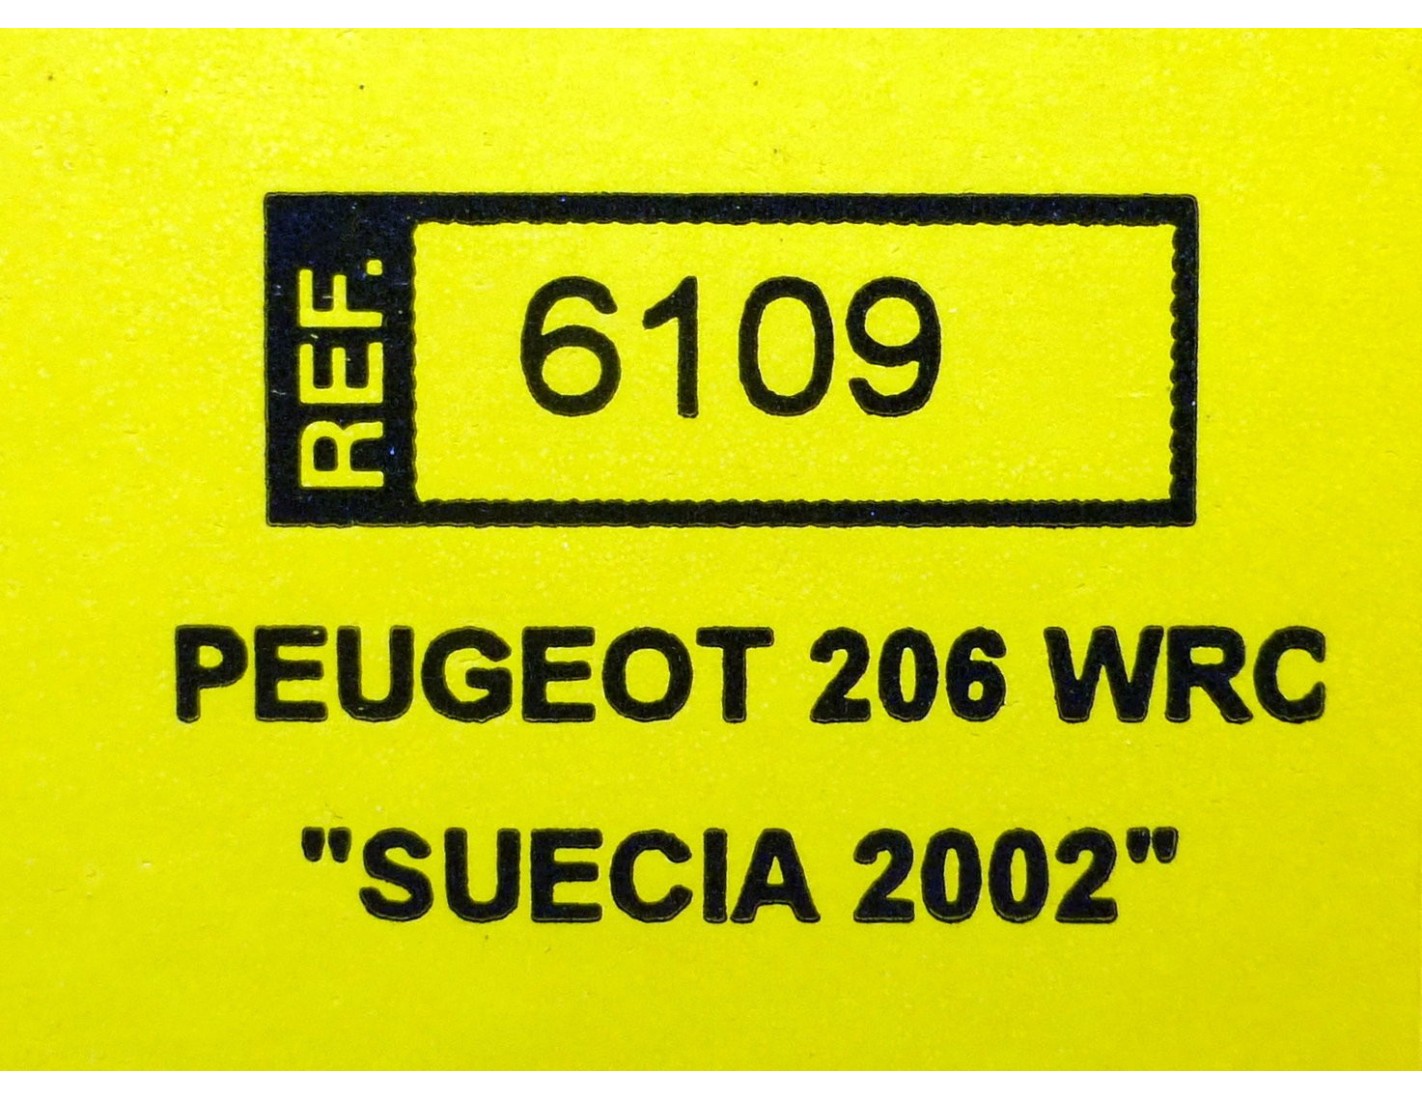 REF. 6109
PEUGEOT 206 WRC
"SUECIA 2002"